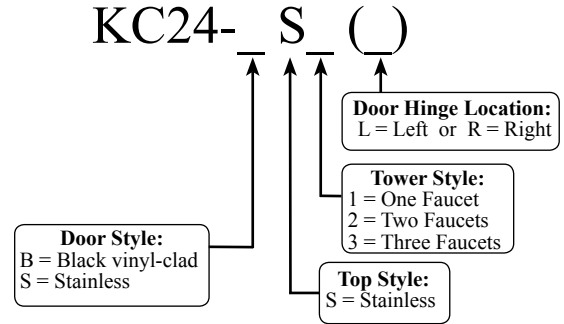 KC24-_ S_ (_)
Door Hinge Location:
L = Left or R = Right
Tower Style:
1 = One Faucet
2 = Two Faucets
3 = Three Faucets
Door Style:
B = Black vinyl-clad
S = Stainless
Top Style:
S = Stainless